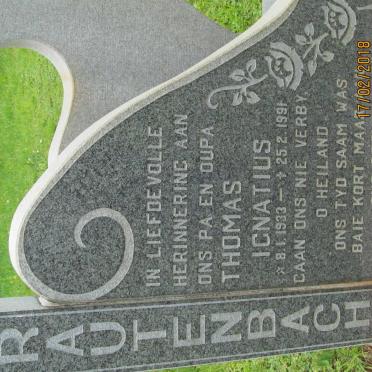 IN LIEFDEVOLLE
HERINNERING AAN
ONS PA EN OUPA
THOMAS
IGNATIUS
* 8.1.1933 – † 25.2.1991
GAAN ONS NIE VERBY
O HEILAND
ONS TYD SAAM WAS
BAIE KORT MAA
RAUTENBACH
17/02/2018